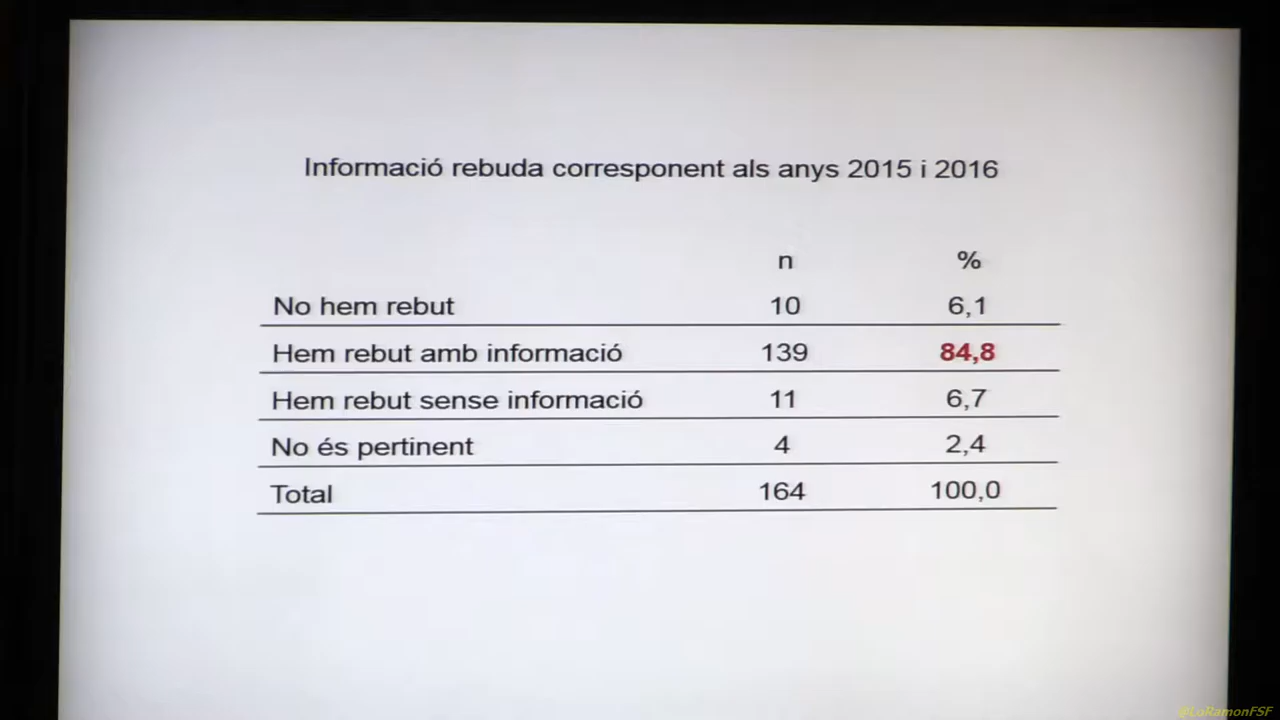 Informació rebuda corresponent als anys 2015 i 2016
n %
No hem rebut 10 6,1
Hem rebut amb informació 139 84,8
Hem rebut sense informació 11 6,7
No és pertinent 4 2,4
Total 164 100,0
@LoRamonFSF